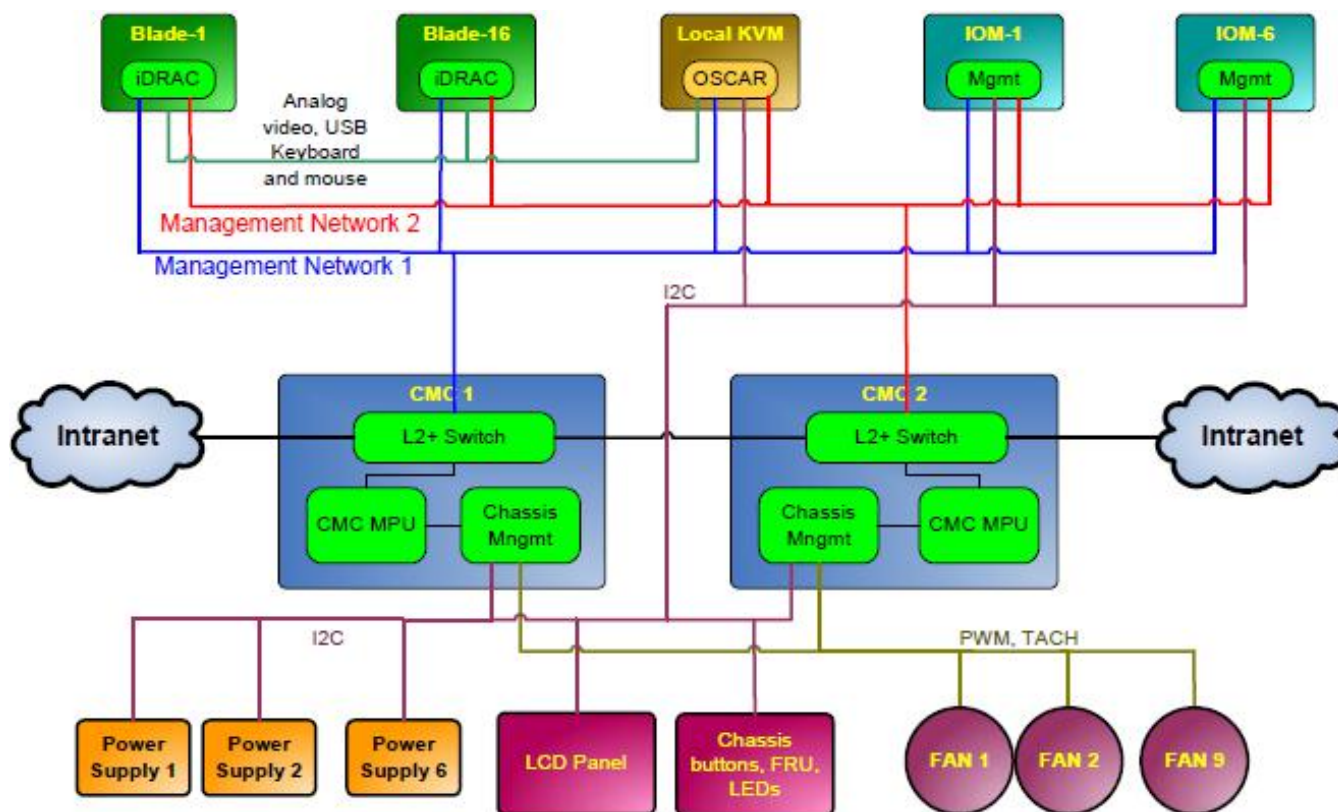 Blade-1
Blade-16
Local KVM
IOM-1
IOM-6
iDRAC
iDRAC
OSCAR
Mgmt
Mgmt
Analog
video, USB
Keyboard
and mouse
Management Network 2
Management Network 1
I2C
CMC 1
CMC 2
Intranet
L2+ Switch
L2+ Switch
Intranet
CMC MPU
Chassis
Mngmt
Chassis
Mngmt
CMC MPU
I2C
PWM, TACH
Power
Supply 1
Power
Supply 2
Power
Supply 6
LCD Panel
Chassis
buttons, FRU,
LEDs
FAN 1
FAN 2
FAN 9